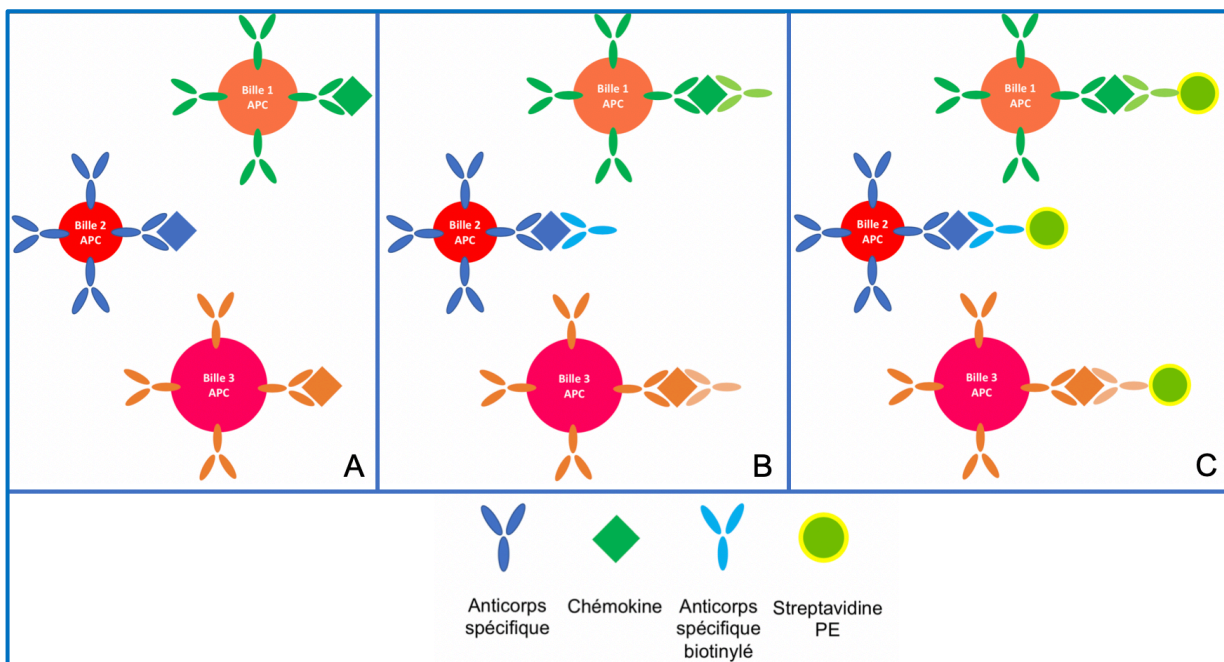 Bille 1
APC
Bille 2
APC
Bille 3
APC
A
Bille 1
APC
Bille 2
APC
Bille 3
APC
B
Bille 1
APC
Bille 2
APC
Bille 3
APC
C
Anticorps
spécifique
Chémokine
Anticorps
spécifique
biotinylé
Streptavidine
PE